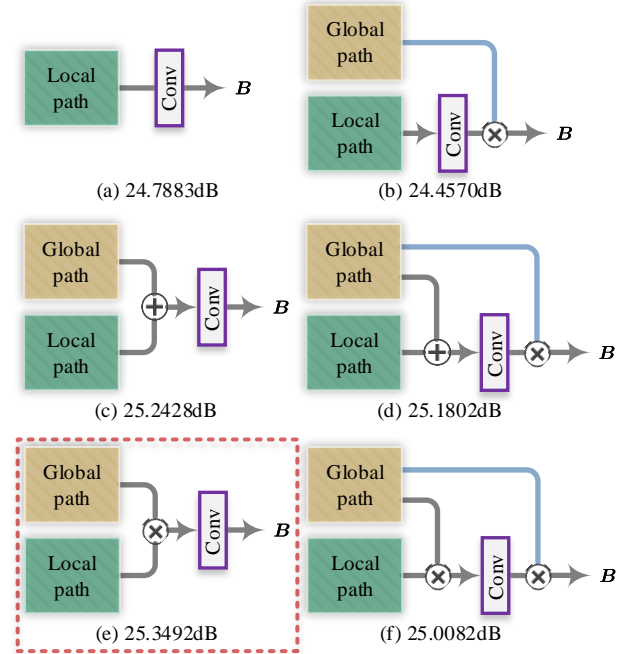 Local
path
Conv
B
(a) 24.7883dB
Global
path
Local
path
Conv
B
(b) 24.4570dB
Global
path
Local
path
Conv
B
(c) 25.2428dB
Global
path
Local
path
Conv
B
(d) 25.1802dB
Global
path
Local
path
Conv
B
(e) 25.3492dB
Global
path
Local
path
Conv
B
(f) 25.0082dB